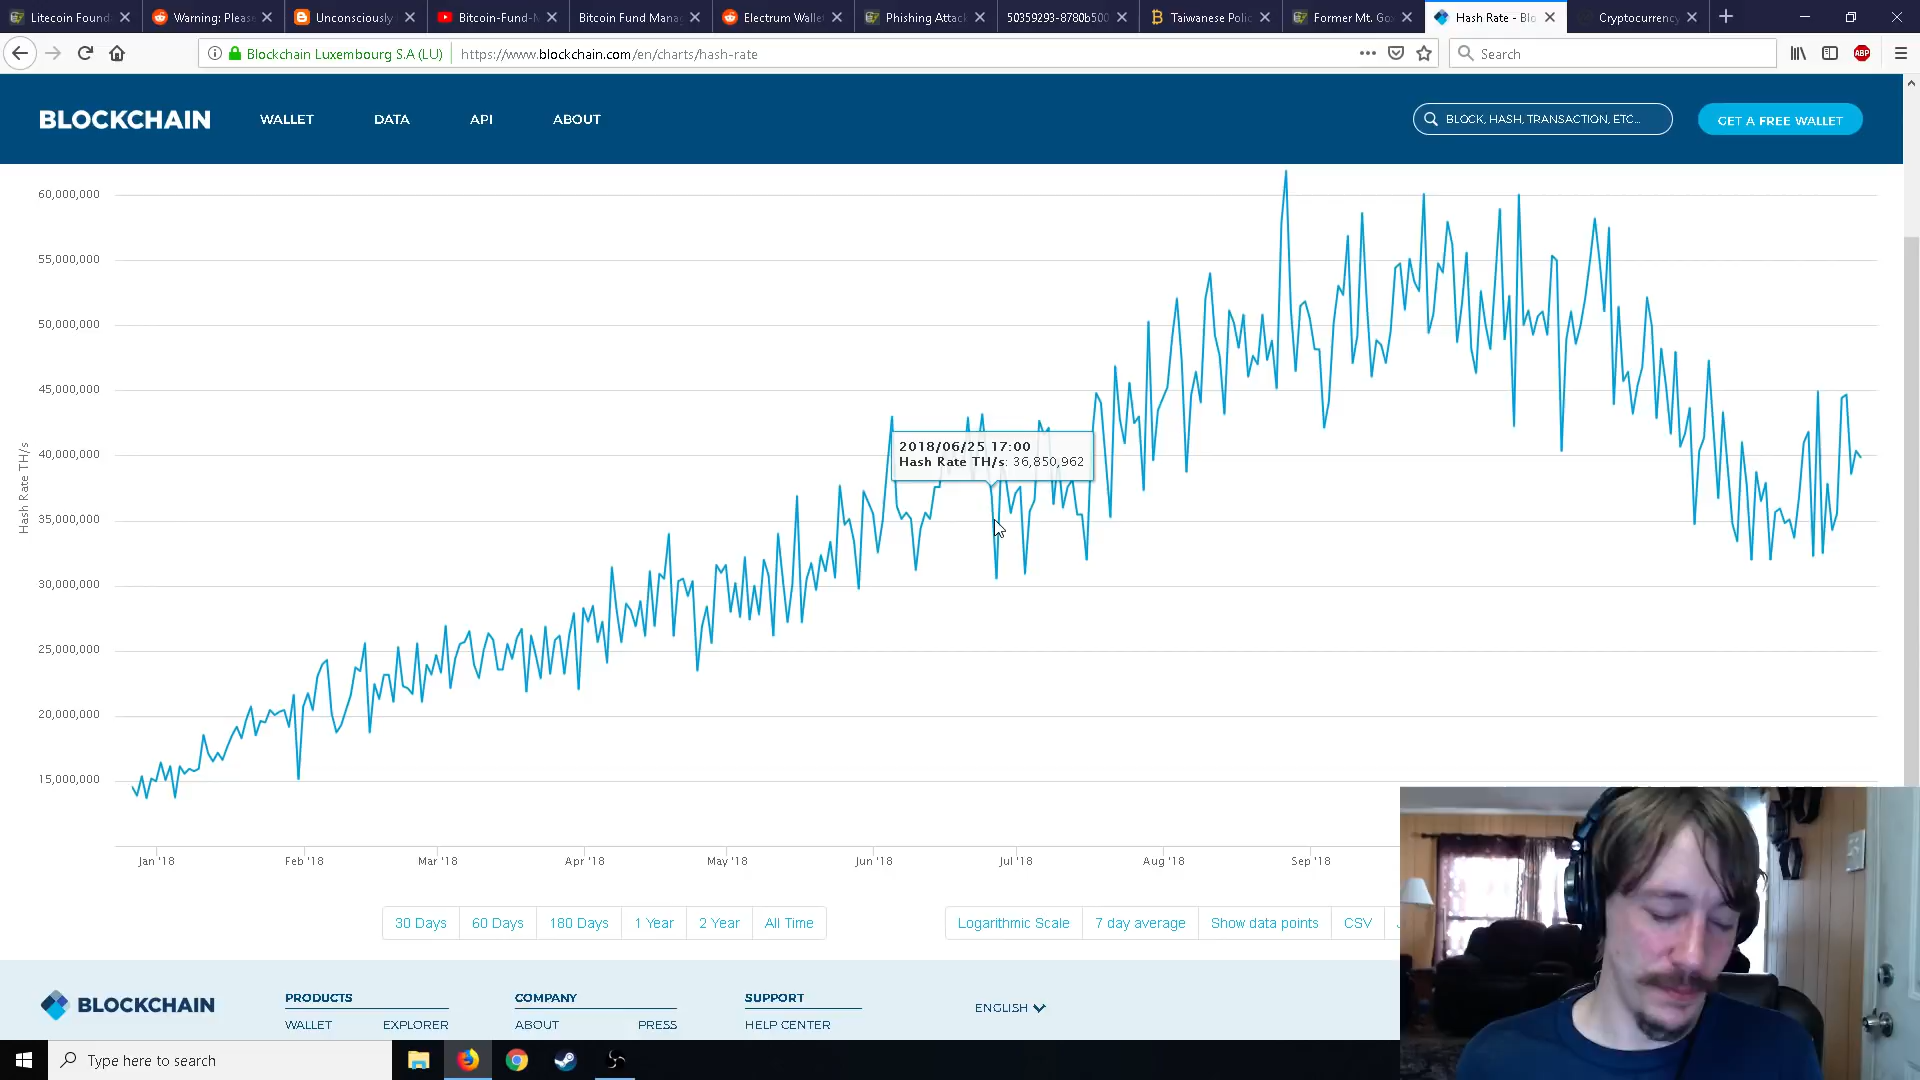 Litecoin Found
Warning: Please
Unconsciously
Bitcoin-Fund-M
Bitcoin Fund Mana
Electrum Walle
Phishing Attack
50359293-8780b500
Taiwanese Polic
Former Mt. Gox
Hash Rate - Blo
Cryptocurrency
Blockchain Luxembourg S.A (LU)
https://www.blockchain.com/en/charts/hash-rate
Search
ABP
BLOCKCHAIN
WALLET
DATA
API
ABOUT
BLOCK, HASH, TRANSACTION, ETC...
GET A FREE WALLET
60,000,000
55,000,000
50,000,000
45,000,000
40,000,000
35,000,000
30,000,000
25,000,000
20,000,000
15,000,000
Hash Rate TH/s
2018/06/25 17:00
Hash Rate TH/s: 36,850,962
Jan '18
Feb '18
Mar '18
Apr '18
May '18
Jun '18
Jul '18
Aug '18
Sep '18
30 Days
60 Days
180 Days
1 Year
2 Year
All Time
Logarithmic Scale
7 day average
Show data points
CSV
BLOCKCHAIN
PRODUCTS
WALLET
EXPLORER
COMPANY
ABOUT
PRESS
SUPPORT
HELP CENTER
ENGLISH
Type here to search